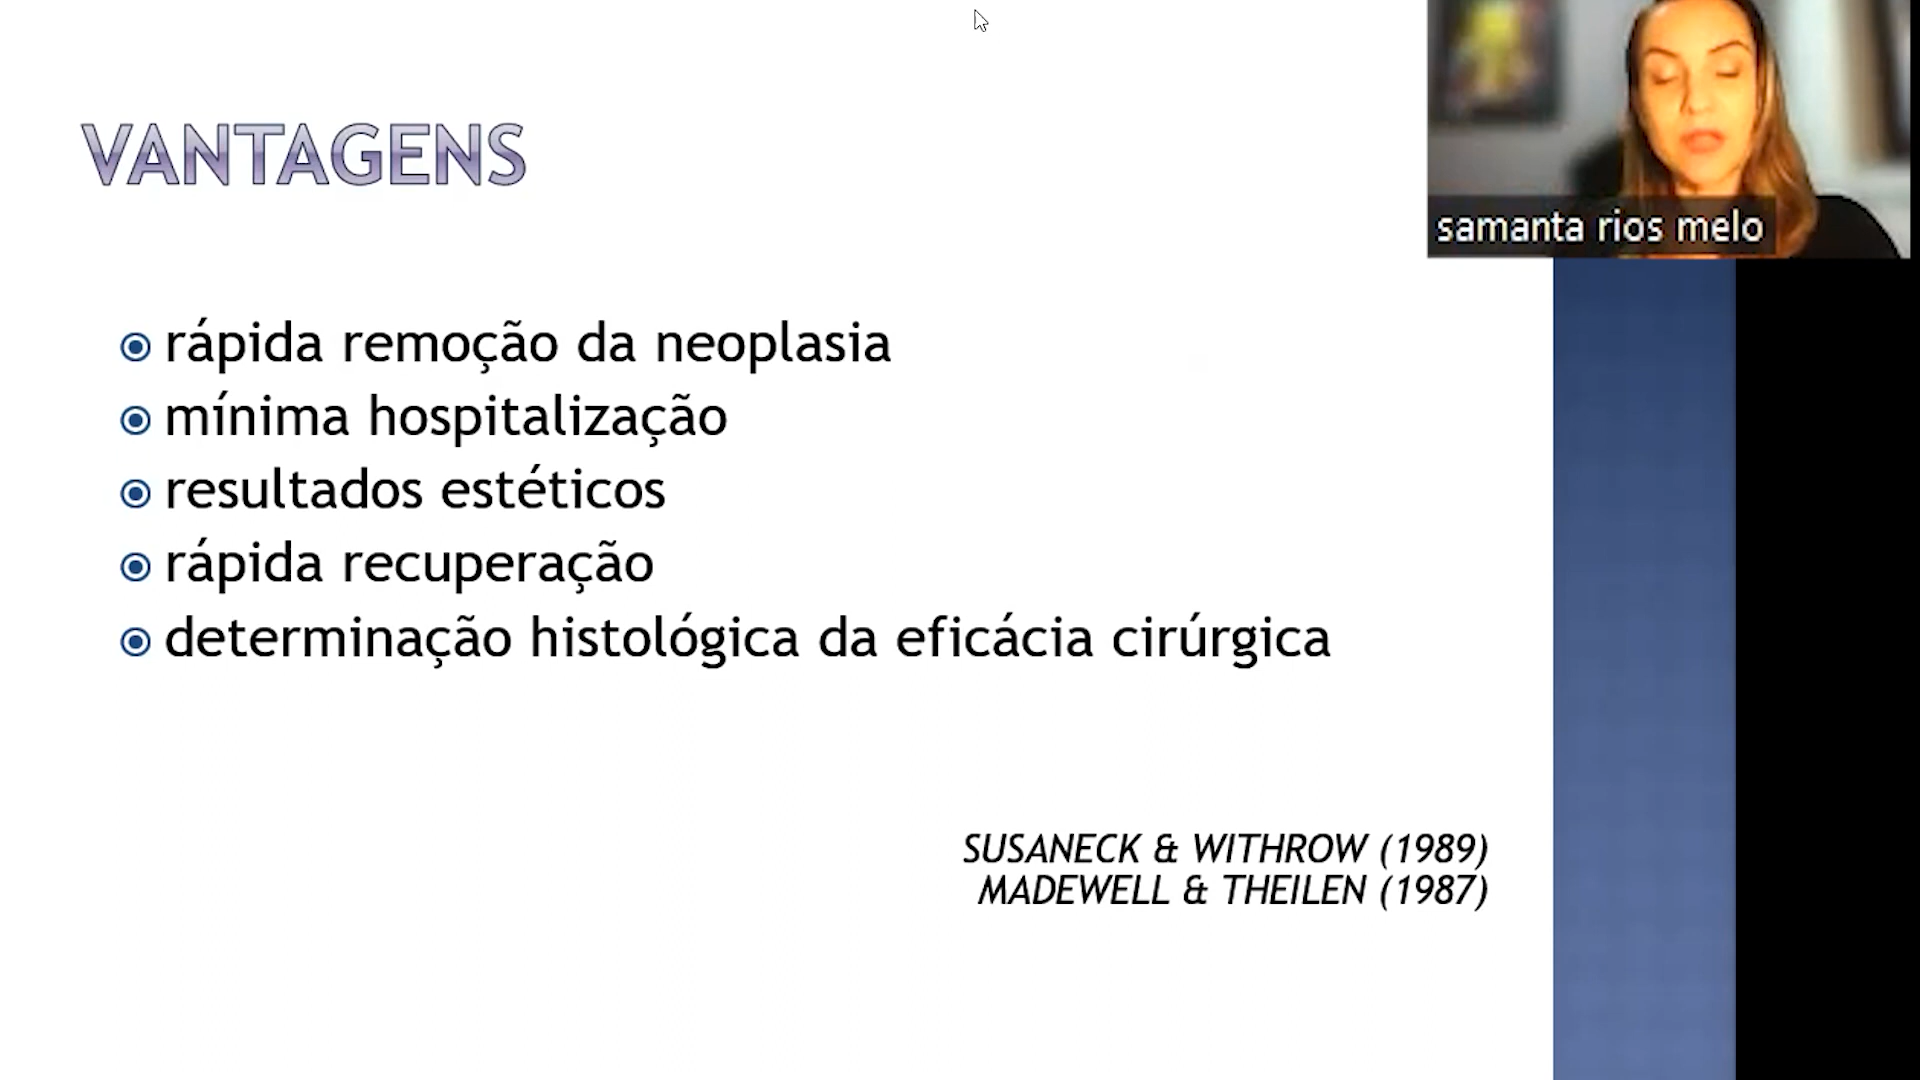 VANTAGENS
samanta rios melo
rápida remoção da neoplasia
mínima hospitalização
resultados estéticos
rápida recuperação
determinação histológica da eficácia cirúrgica
SUSANECK & WITHROW (1989)
MADEWELL & THEILEN (1987)